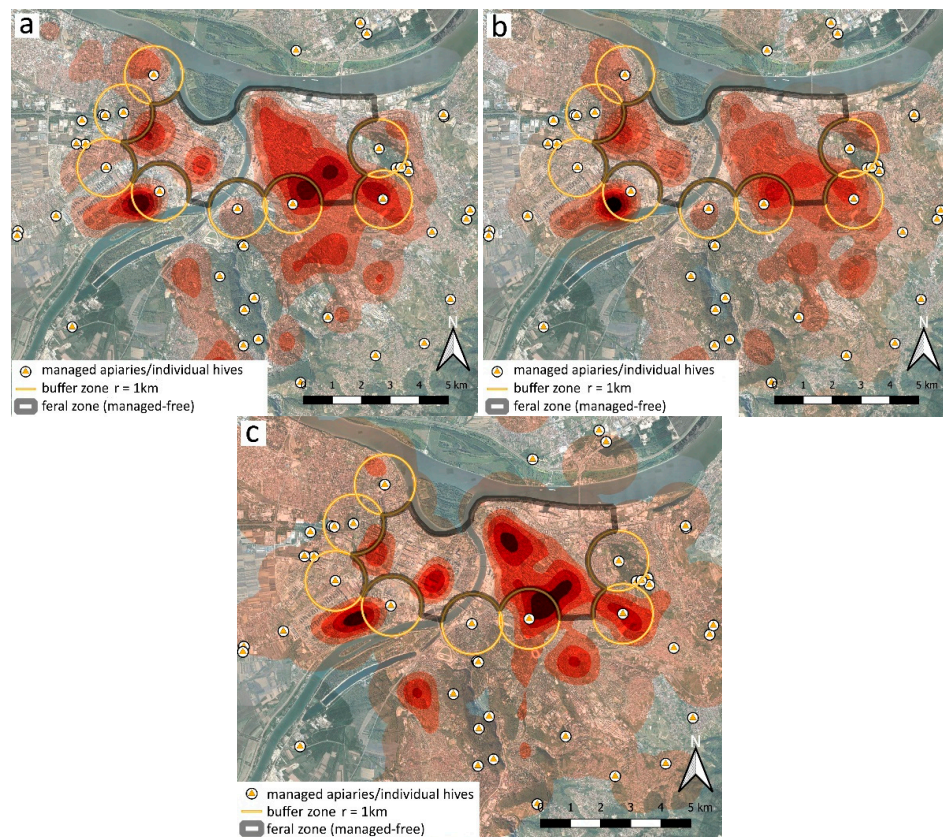 a
N
managed apiaries/individual hives
buffer zone r = 1km
feral zone (managed-free)
0 1 2 3 4 5 km
b
N
managed apiaries/individual hives
buffer zone r = 1km
feral zone (managed-free)
0 1 2 3 4 5 km
c
N
managed apiaries/individual hives
buffer zone r = 1km
feral zone (managed-free)
0 1 2 3 4 5 km